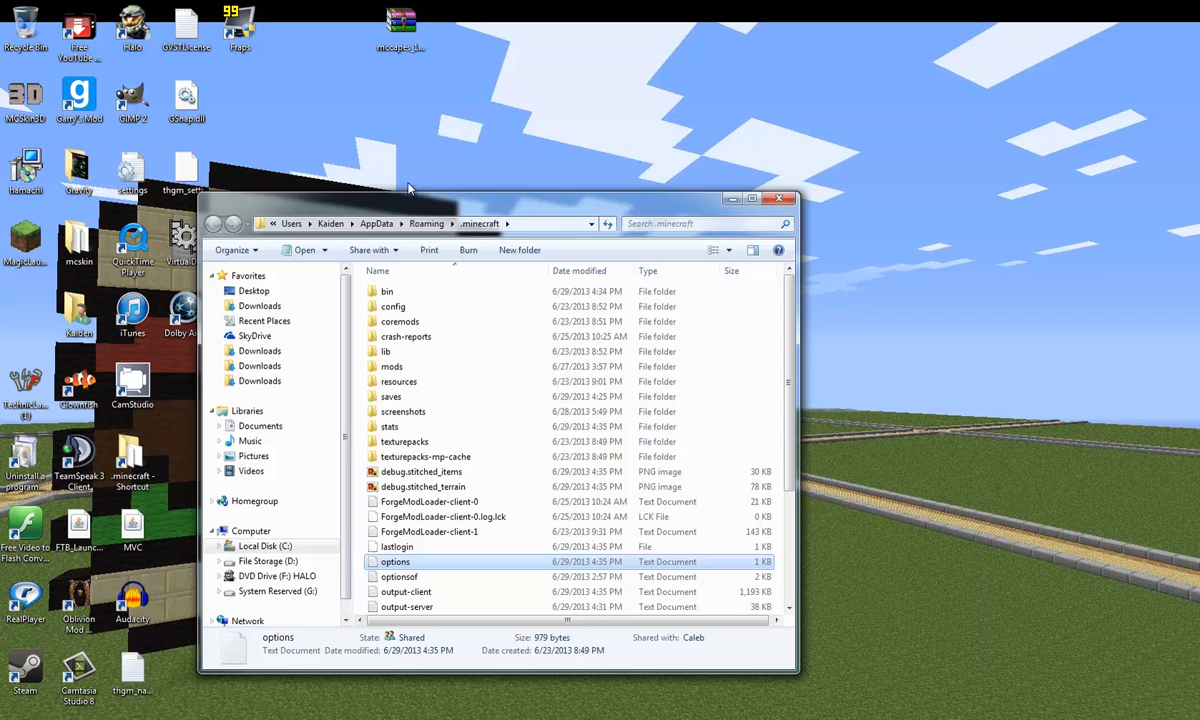 99
Recycle Bin
Free YouTube ...
Halo
GVSTLicense
Fraps
mccapes_1...
MCSkin3D
Garry's Mod
GIMP 2
GSnap.dll
hamachi
Gravity
settings
thgm_sett
MagicLau
mcskin
QuickTime Player
VirtualD
Kaiden
iTunes
Dolby Ax
TechnicLa... (1)
Clownfish
CamStudio
Uninstall a program
TeamSpeak 3 Client
.minecraft - Shortcut
Free Video to Flash Conv...
FTB_Launc...
MVC
RealPlayer
Oblivion Mod ...
Audacity
Steam
Camtasia Studio 8
thgm_na...
« Users Kaiden AppData Roaming .minecraft
Search .minecraft
Organize Open Share with Print Burn New folder
Favorites
Desktop
Downloads
Recent Places
SkyDrive
Downloads
Downloads
Downloads
Libraries
Documents
Music
Pictures
Videos
Homegroup
Computer
Local Disk (C:)
File Storage (D:)
DVD Drive (F:) HALO
System Reserved (G:)
Network
Name Date modified Type Size
bin 6/29/2013 4:34 PM File folder
config 6/23/2013 8:52 PM File folder
coremods 6/23/2013 8:51 PM File folder
crash-reports 6/25/2013 10:25 AM File folder
lib 6/23/2013 8:52 PM File folder
mods 6/27/2013 3:57 PM File folder
resources 6/23/2013 9:01 PM File folder
saves 6/29/2013 4:25 PM File folder
screenshots 6/28/2013 5:49 PM File folder
stats 6/29/2013 4:35 PM File folder
texturepacks 6/23/2013 8:49 PM File folder
texturepacks-mp-cache 6/23/2013 8:49 PM File folder
debug.stitched_items 6/29/2013 4:35 PM PNG image 30 KB
debug.stitched_terrain 6/29/2013 4:35 PM PNG image 78 KB
ForgeModLoader-client-0 6/25/2013 10:24 AM Text Document 21 KB
ForgeModLoader-client-0.log.lck 6/25/2013 10:24 AM LCK File 0 KB
ForgeModLoader-client-1 6/23/2013 9:31 PM Text Document 143 KB
lastlogin 6/29/2013 4:35 PM File 1 KB
options 6/29/2013 4:35 PM Text Document 1 KB
optionsof 6/29/2013 2:57 PM Text Document 2 KB
output-client 6/29/2013 4:35 PM Text Document 1,193 KB
output-server 6/29/2013 4:31 PM Text Document 38 KB
options State: Shared Size: 979 bytes Shared with: Caleb
Text Document Date modified: 6/29/2013 4:35 PM Date created: 6/23/2013 8:49 PM